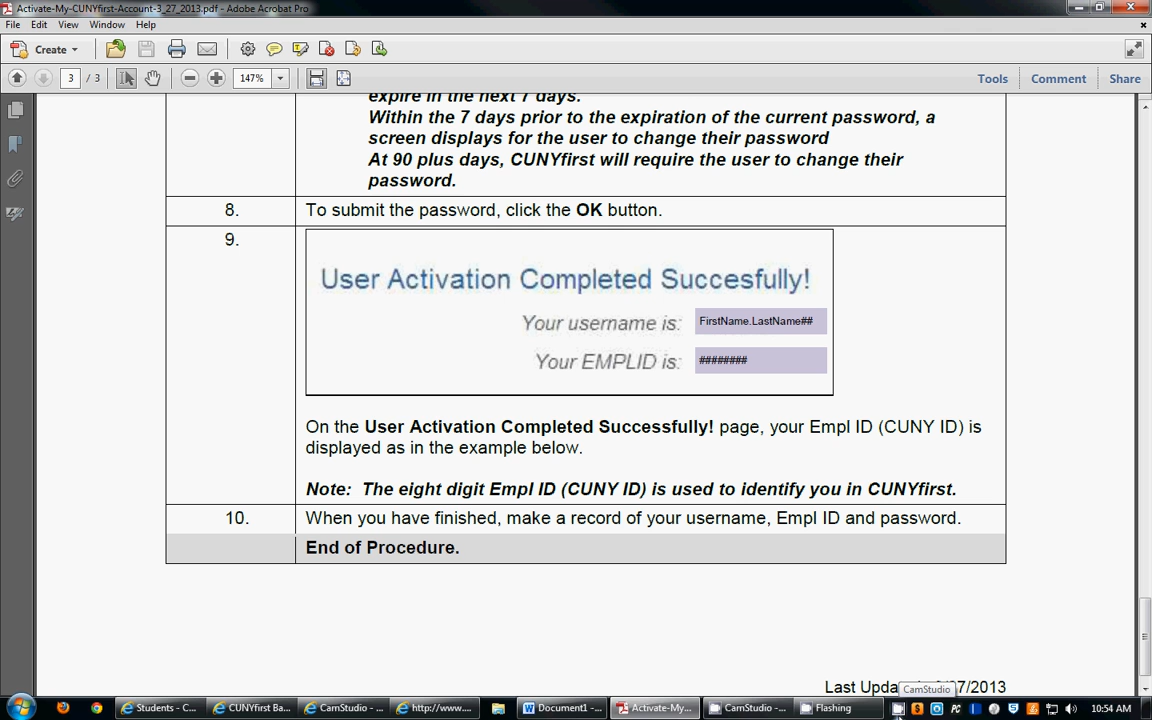 Activate-My-CUNYfirst-Account-3_27_2013.pdf - Adobe Acrobat Pro
File Edit View Window Help
Create
3 / 3 147% Tools Comment Share
expire in the next 7 days.
Within the 7 days prior to the expiration of the current password, a
screen displays for the user to change their password
At 90 plus days, CUNYfirst will require the user to change their
password.
8. To submit the password, click the OK button.
9.
User Activation Completed Succesfully!
Your username is: FirstName.LastName##
Your EMPLID is: ########
On the User Activation Completed Successfully! page, your Empl ID (CUNY ID) is
displayed as in the example below.
Note: The eight digit Empl ID (CUNY ID) is used to identify you in CUNYfirst.
10. When you have finished, make a record of your username, Empl ID and password.
End of Procedure.
Last Upda 7/2013
CamStudio
Students - C... CUNYfirst Ba... CamStudio - ... http://www.... Document1 -... Activate-My... CamStudio -... Flashing PC 10:54 AM